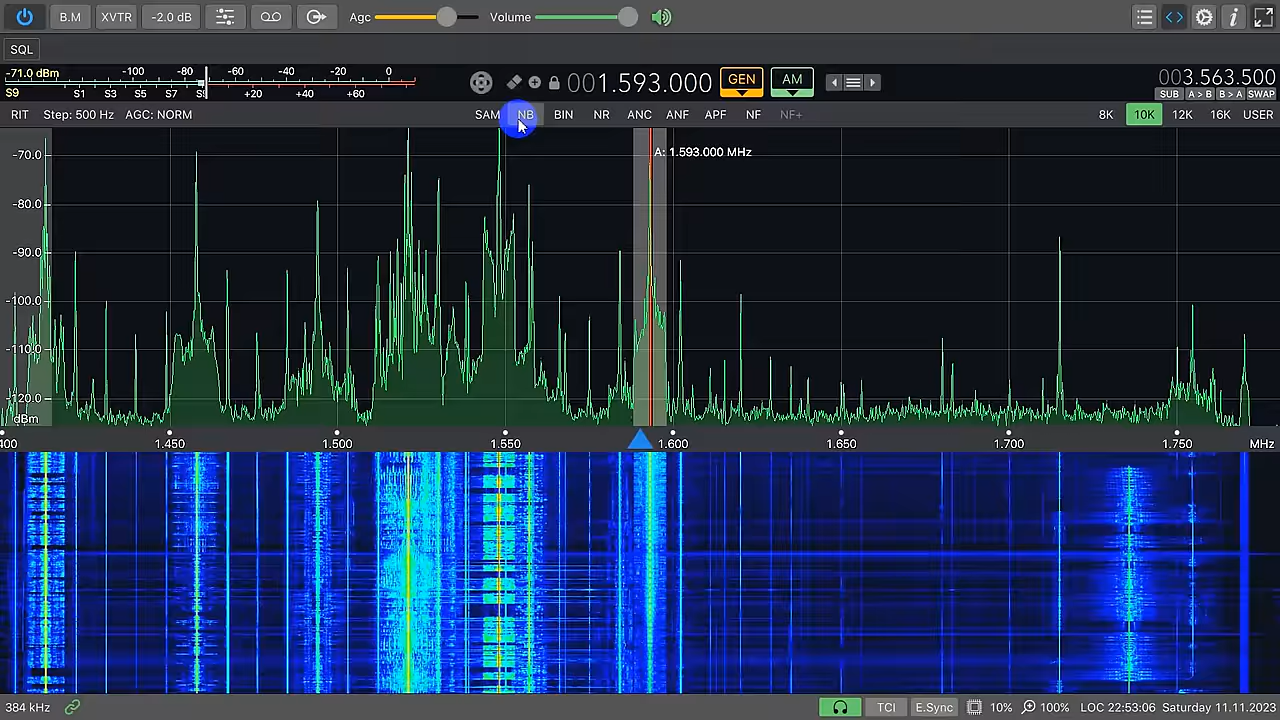 B.M XVTR -2.0 dB Agc Volume
SQL
-71.0 dBm -100 -80 -60 -40 -20 0
S9 S1 S3 S5 S7 S9 +20 +40 +60
001.593.000 GEN AM
003.563.500
SUB A > B B > A SWAP
RIT Step: 500 Hz AGC: NORM SAM NB BIN NR ANC ANF APF NF NF+ 8K 10K 12K 16K USER
A: 1.593.000 MHz
-70.0
-80.0
-90.0
-100.0
-110.0
-120.0
dBm
400 1.450 1.500 1.550 1.600 1.650 1.700 1.750 MHz
384 kHz TCI E.Sync 10% 100% LOC 22:53:06 Saturday 11.11.2023